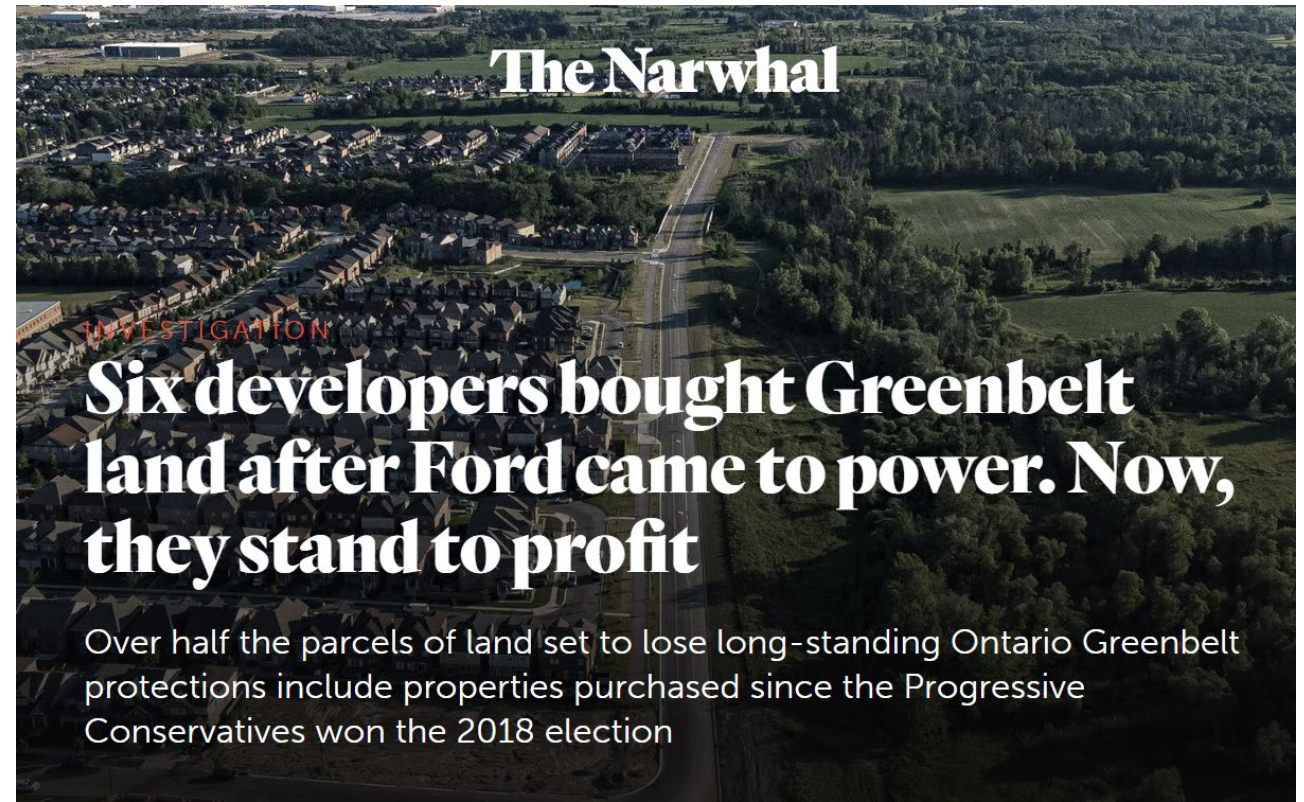 The Narwhal
INVESTIGATION
Six developers bought Greenbelt
land after Ford came to power. Now,
they stand to profit
Over half the parcels of land set to lose long-standing Ontario Greenbelt
protections include properties purchased since the Progressive
Conservatives won the 2018 election